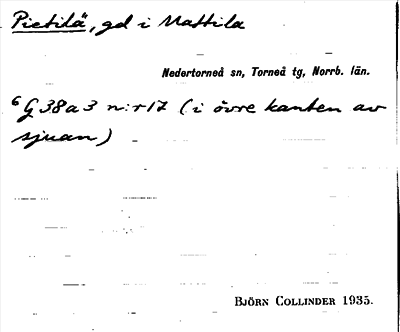 Pietilä, gd i Mattila
Nedertorneå sn, Torneå tg, Norrb. län.
6 G 38 a 3 n:r 17 (i övre kanten av
sjuan)
BJÖRN COLLINDER 1935.